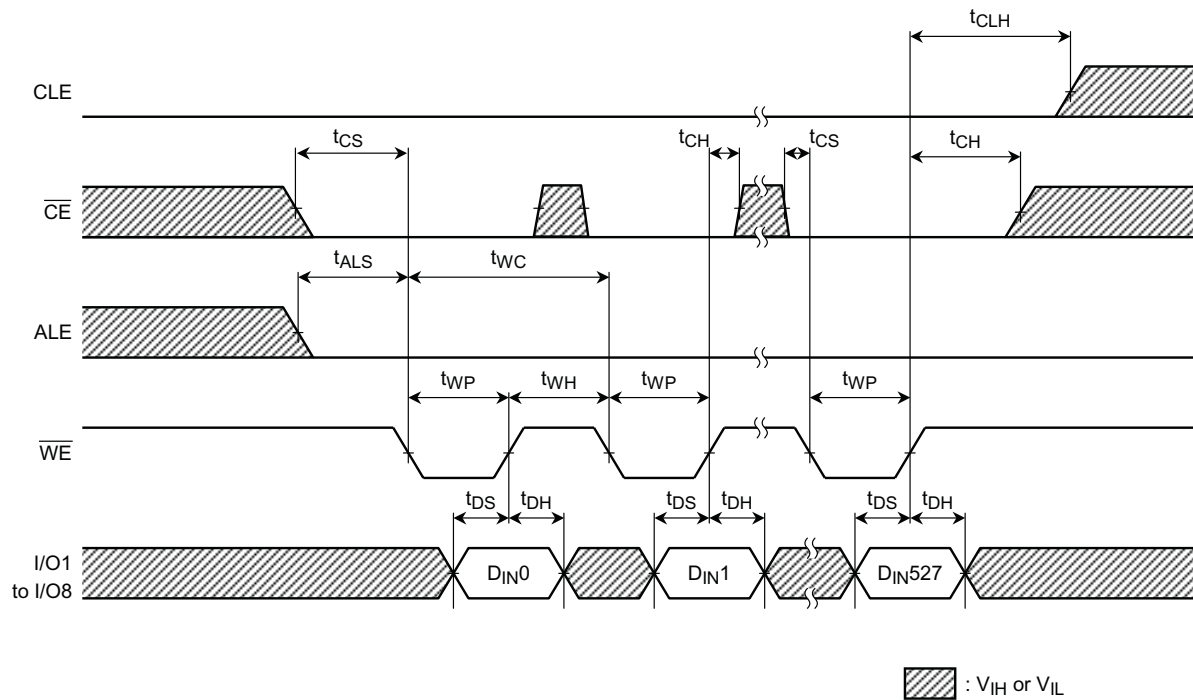 tCLH
CLE
tCS
tCH
tCS
tCH
CE
tALS
tWC
ALE
tWP
tWH
tWP
tWP
WE
tDS
tDH
tDS
tDH
tDS
tDH
I/O1
to I/O8
DIN0
DIN1
DIN527
: VIH or VIL